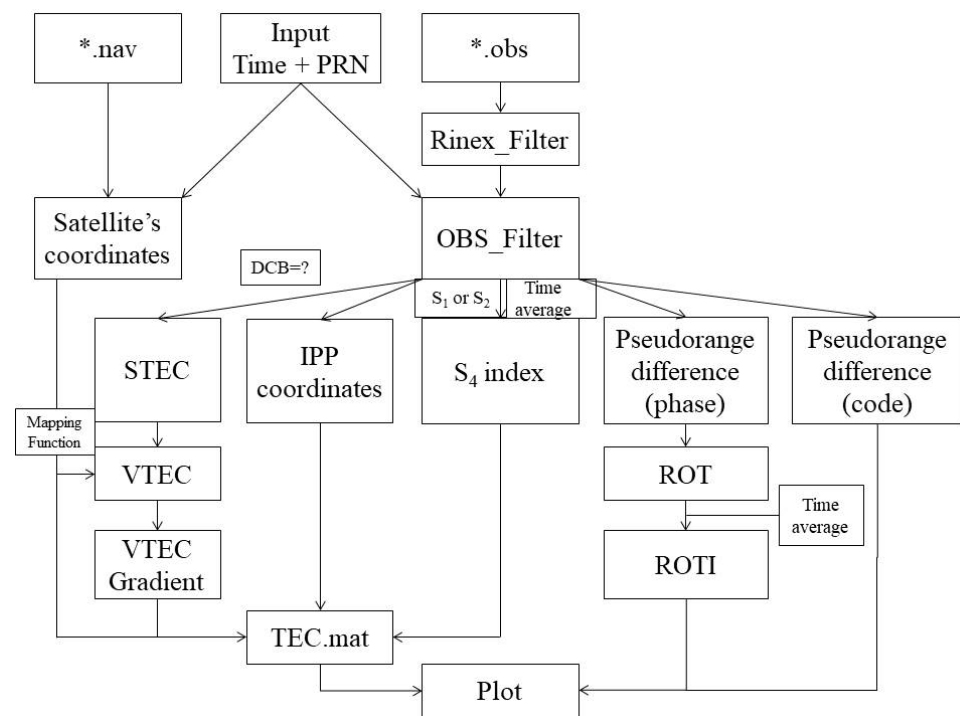 *.nav
Input
Time + PRN
*.obs
Rinex_Filter
Satellite’s
coordinates
OBS_Filter
DCB=?
S₁ or S₂
Time
average
STEC
IPP
coordinates
S₄ index
Pseudorange
difference
(phase)
Pseudorange
difference
(code)
Mapping
Function
VTEC
ROT
Time
average
VTEC
Gradient
ROTI
TEC.mat
Plot